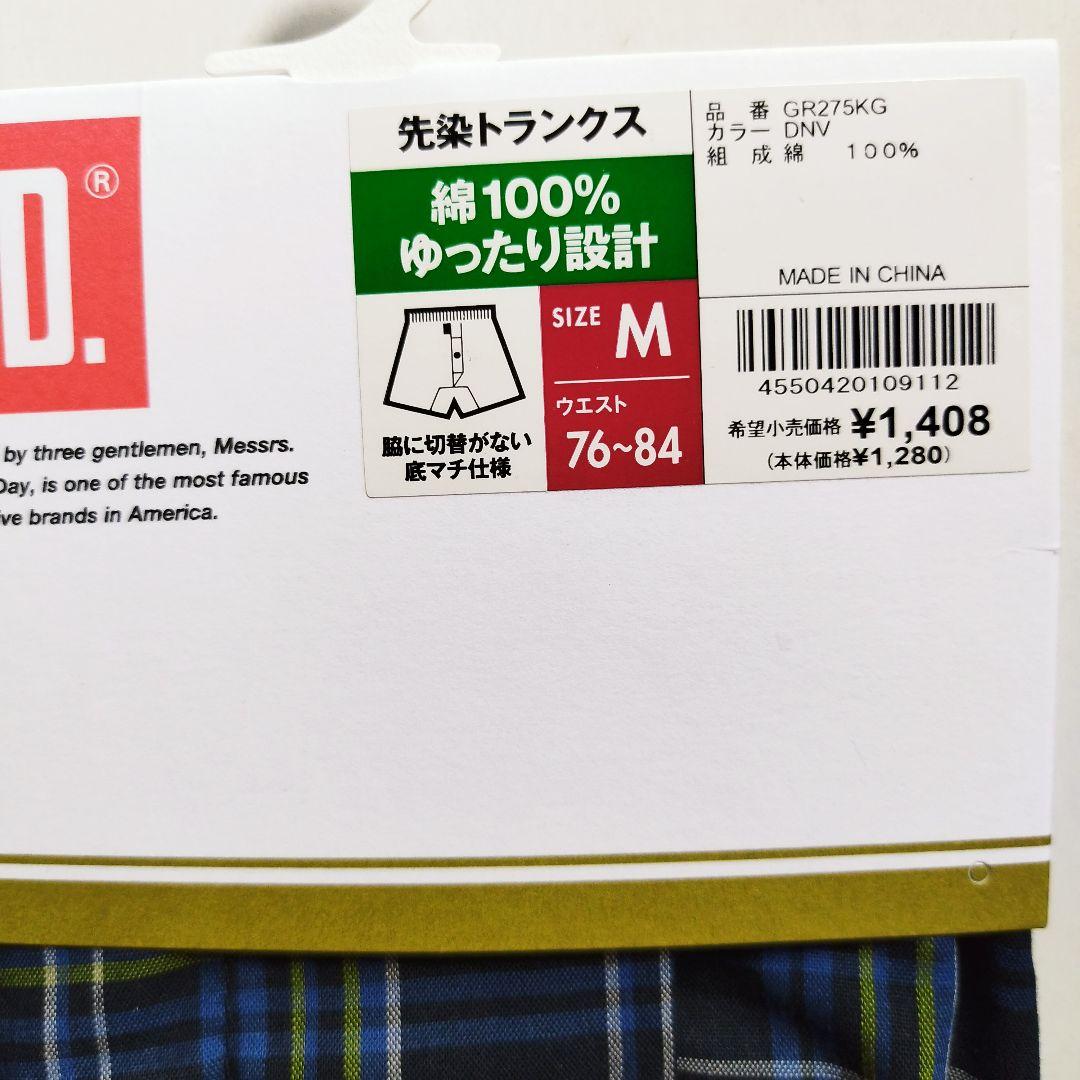 D.®
by three gentlemen, Messrs.
Day, is one of the most famous
ve brands in America.
先染トランクス
綿100%
ゆったり設計
脇に切替がない
底マチ仕様
SIZE M
ウエスト
76~84
品 番 GR275KG
カラー DNV
組 成 綿 100%
MADE IN CHINA
4550420109112
希望小売価格 ¥1,408
(本体価格¥1,280)